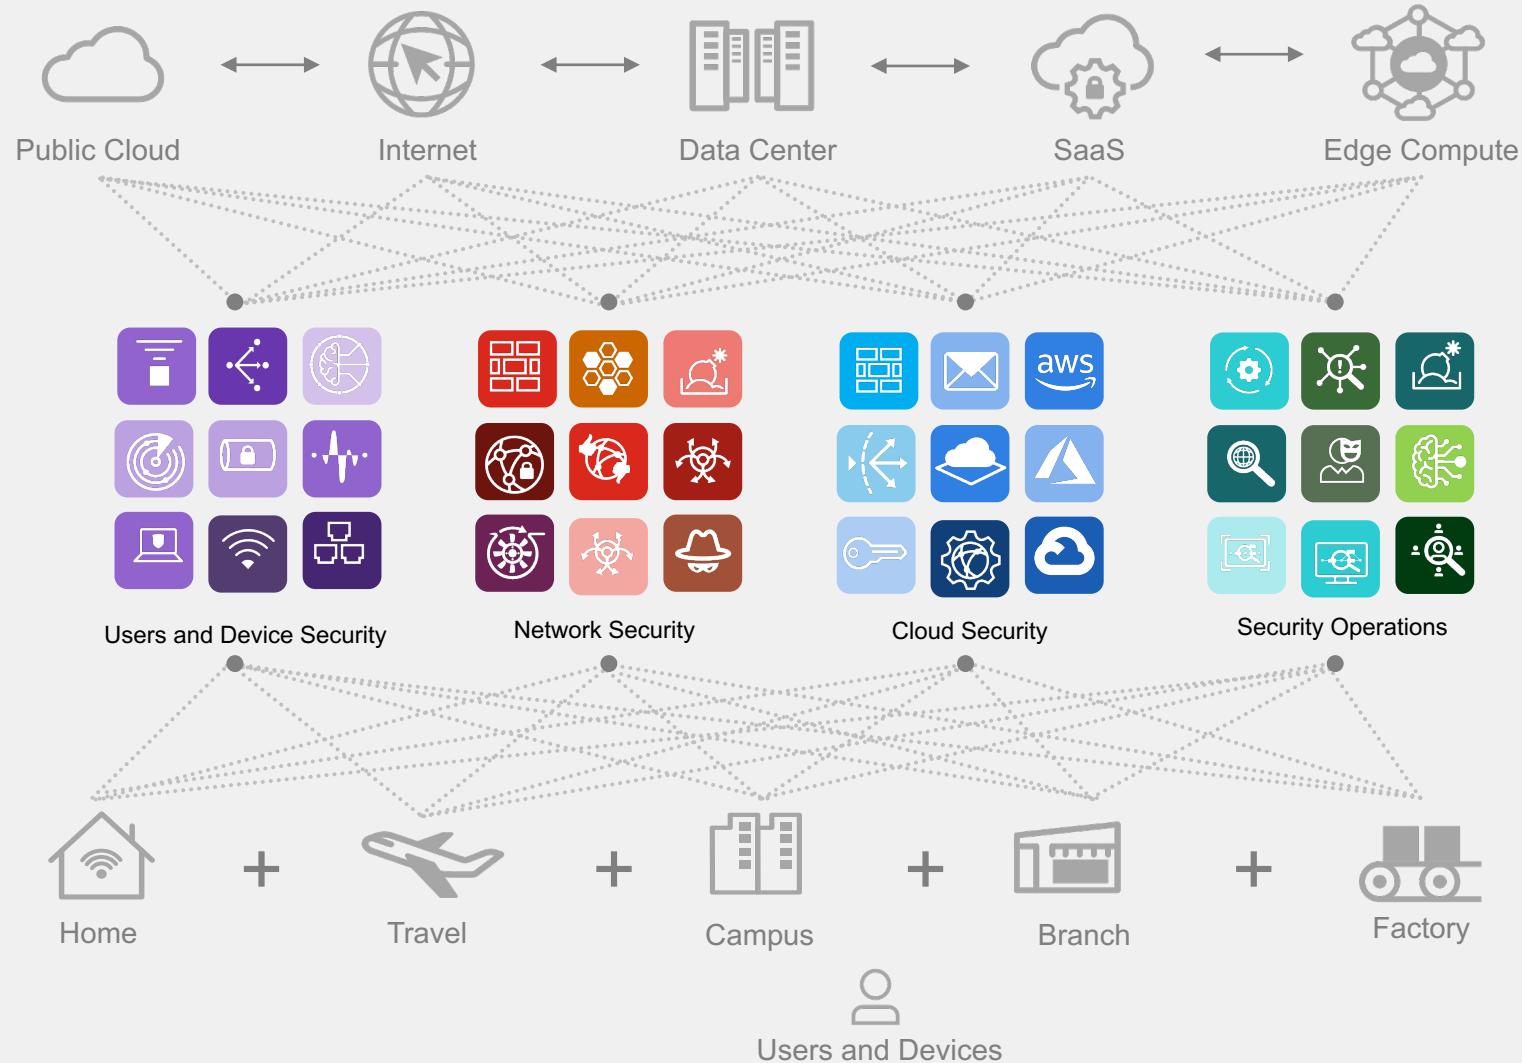 Public Cloud
Internet
Data Center
SaaS
Edge Compute
aws
Users and Device Security
Network Security
Cloud Security
Security Operations
Home
Travel
Campus
Branch
Factory
Users and Devices